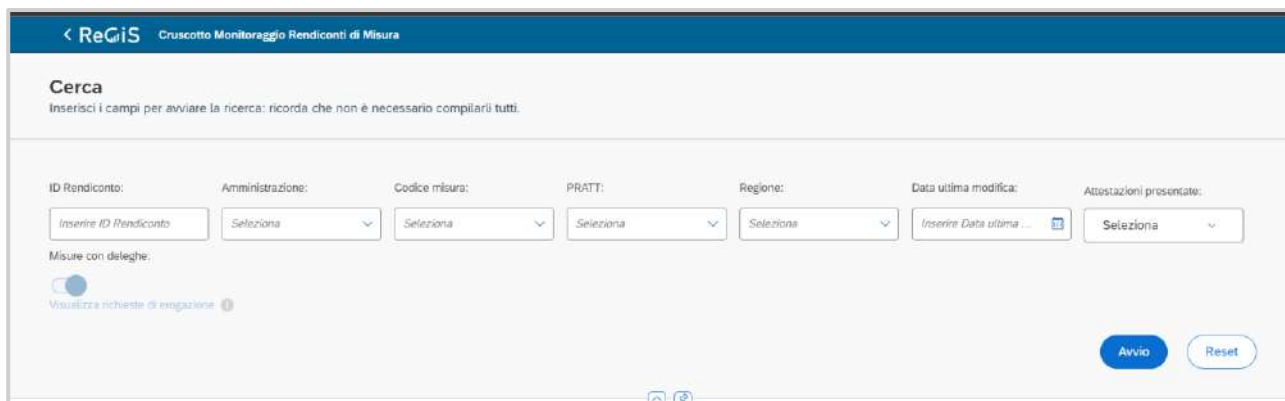 ReGiS Cruscotto Monitoraggio Rendiconti di Misura
Cerca
Inserisci i campi per avviare la ricerca: ricorda che non è necessario compilarli tutti.
ID Rendiconto: Amministrazione: Codice misura: PRATT: Regione: Data ultima modifica: Attestazioni presentate:
Inserire ID Rendiconto Seleziona Seleziona Seleziona Seleziona Inserire Data ultima ... Seleziona
Misure con deleghe:
Visualizza richieste di erogazione
Avvio Reset